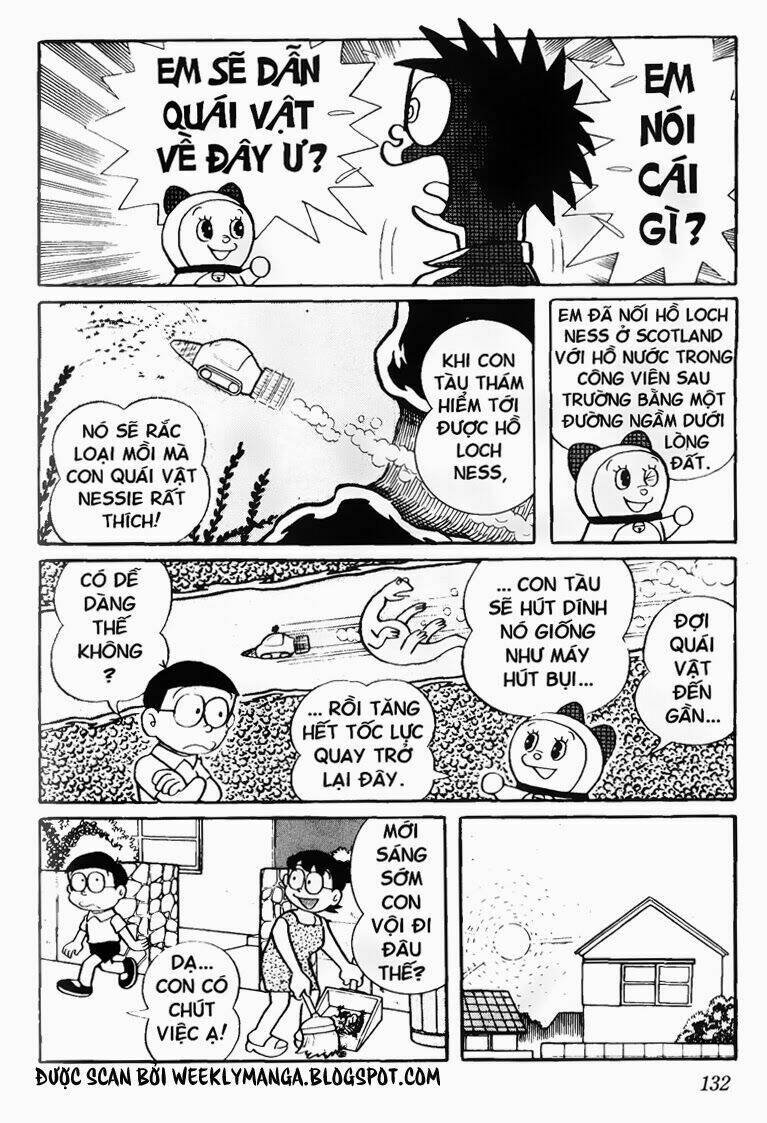 EM
NÓI
CÁI
GÌ?
EM SẼ DẪN
QUÁI VẬT
VỀ ĐÂY Ư?
EM ĐÃ NỐI HỒ LOCH
NESS Ở SCOTLAND
VỚI HỒ NƯỚC TRONG
CÔNG VIÊN SAU
TRƯỜNG BẰNG MỘT
ĐƯỜNG NGẦM DƯỚI
LÒNG
ĐẤT.
KHI CON
TÀU THÁM
HIỂM TỚI
ĐƯỢC HỒ
LOCH
NESS,
NÓ SẼ RẮC
LOẠI MỒI MÀ
CON QUÁI VẬT
NESSIE RẤT
THÍCH!
ĐỢI
QUÁI
VẬT
ĐẾN
GẦN...
... CON TÀU
SẼ HÚT DÍNH
NÓ GIỐNG
NHƯ MÁY
HÚT BỤI...
... RỒI TĂNG
HẾT TỐC LỰC
QUAY TRỞ
LẠI ĐÂY.
CÓ DỄ
DÀNG
THẾ
KHÔNG
?
MỚI
SÁNG
SỚM
CON
VỘI ĐI
ĐÂU
THẾ?
DẠ...
CON CÓ
CHÚT
VIỆC Ạ!
ĐƯỢC SCAN BỞI WEEKLYMANGA.BLOGSPOT.COM
132